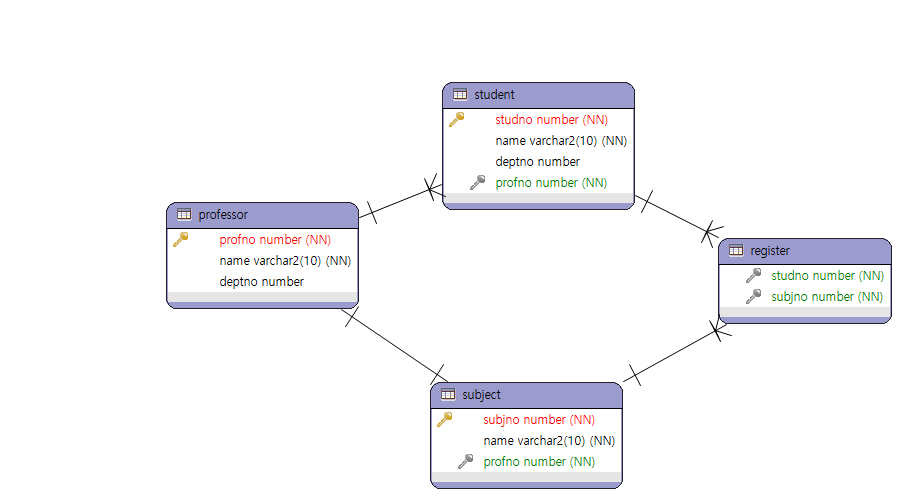 student
studno number (NN)
name varchar2(10) (NN)
deptno number
profno number (NN)
professor
profno number (NN)
name varchar2(10) (NN)
deptno number
register
studno number (NN)
subjno number (NN)
subject
subjno number (NN)
name varchar2(10) (NN)
profno number (NN)